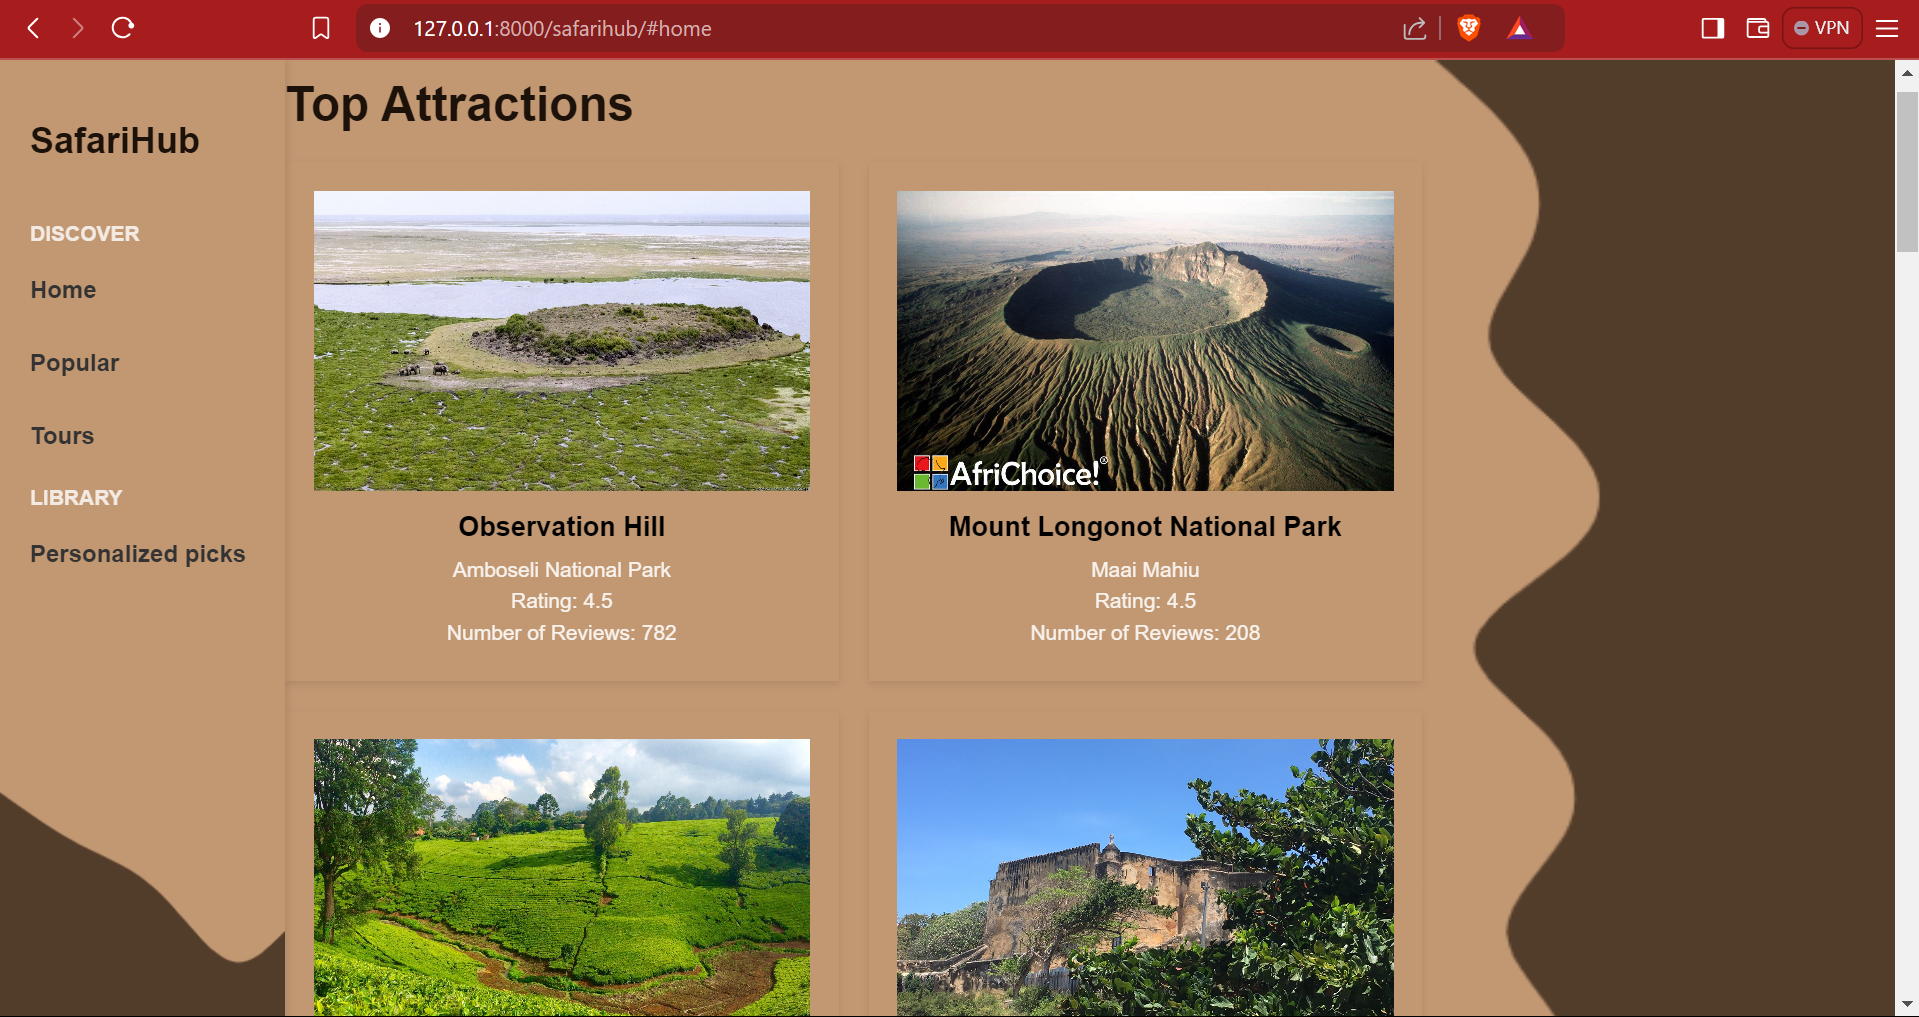 127.0.0.1:8000/safarihub/#home
VPN
SafariHub
DISCOVER
Home
Popular
Tours
LIBRARY
Personalized picks
Top Attractions
AfriChoice!®
Observation Hill
Amboseli National Park
Rating: 4.5
Number of Reviews: 782
Mount Longonot National Park
Maai Mahiu
Rating: 4.5
Number of Reviews: 208